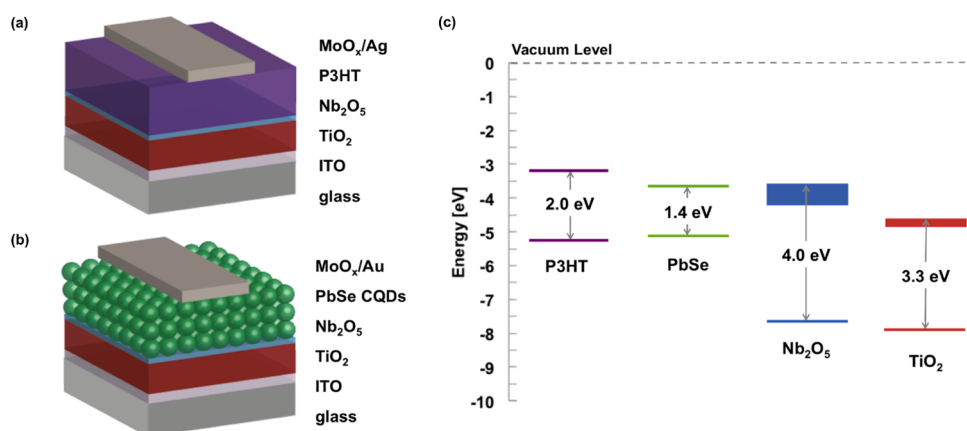 (a)
MoOₓ/Ag
P3HT
Nb₂O₅
TiO₂
ITO
glass
(b)
MoOₓ/Au
PbSe CQDs
Nb₂O₅
TiO₂
ITO
glass
(c)
Vacuum Level
Energy [eV]
0
-1
-2
-3
-4
-5
-6
-7
-8
-9
-10
2.0 eV
P3HT
1.4 eV
PbSe
4.0 eV
Nb₂O₅
3.3 eV
TiO₂